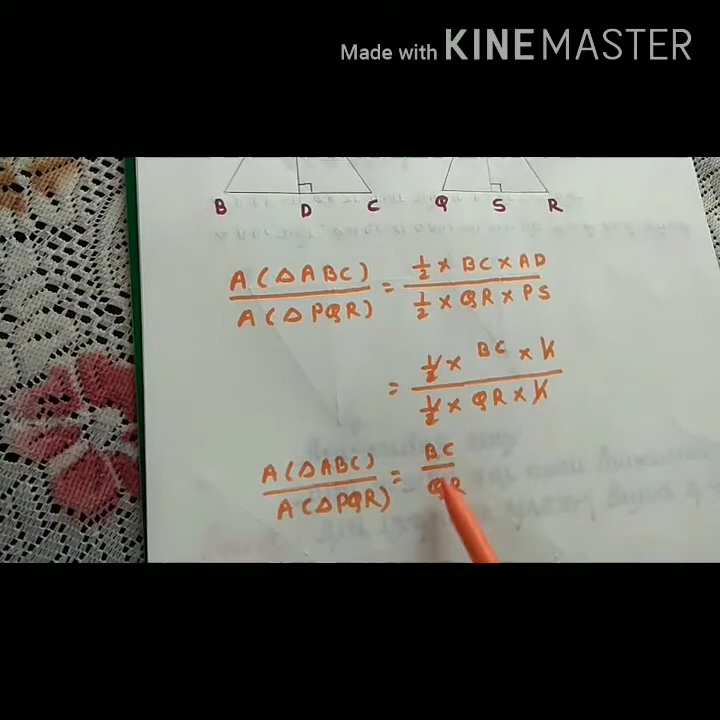 Made with KINEMASTER
B D C Q S R
A(△ABC) / A(△PQR) = ½ × BC × AD / ½ × QR × PS
= ½ × BC × h / ½ × QR × h
A(△ABC) / A(△PQR) = BC / QR